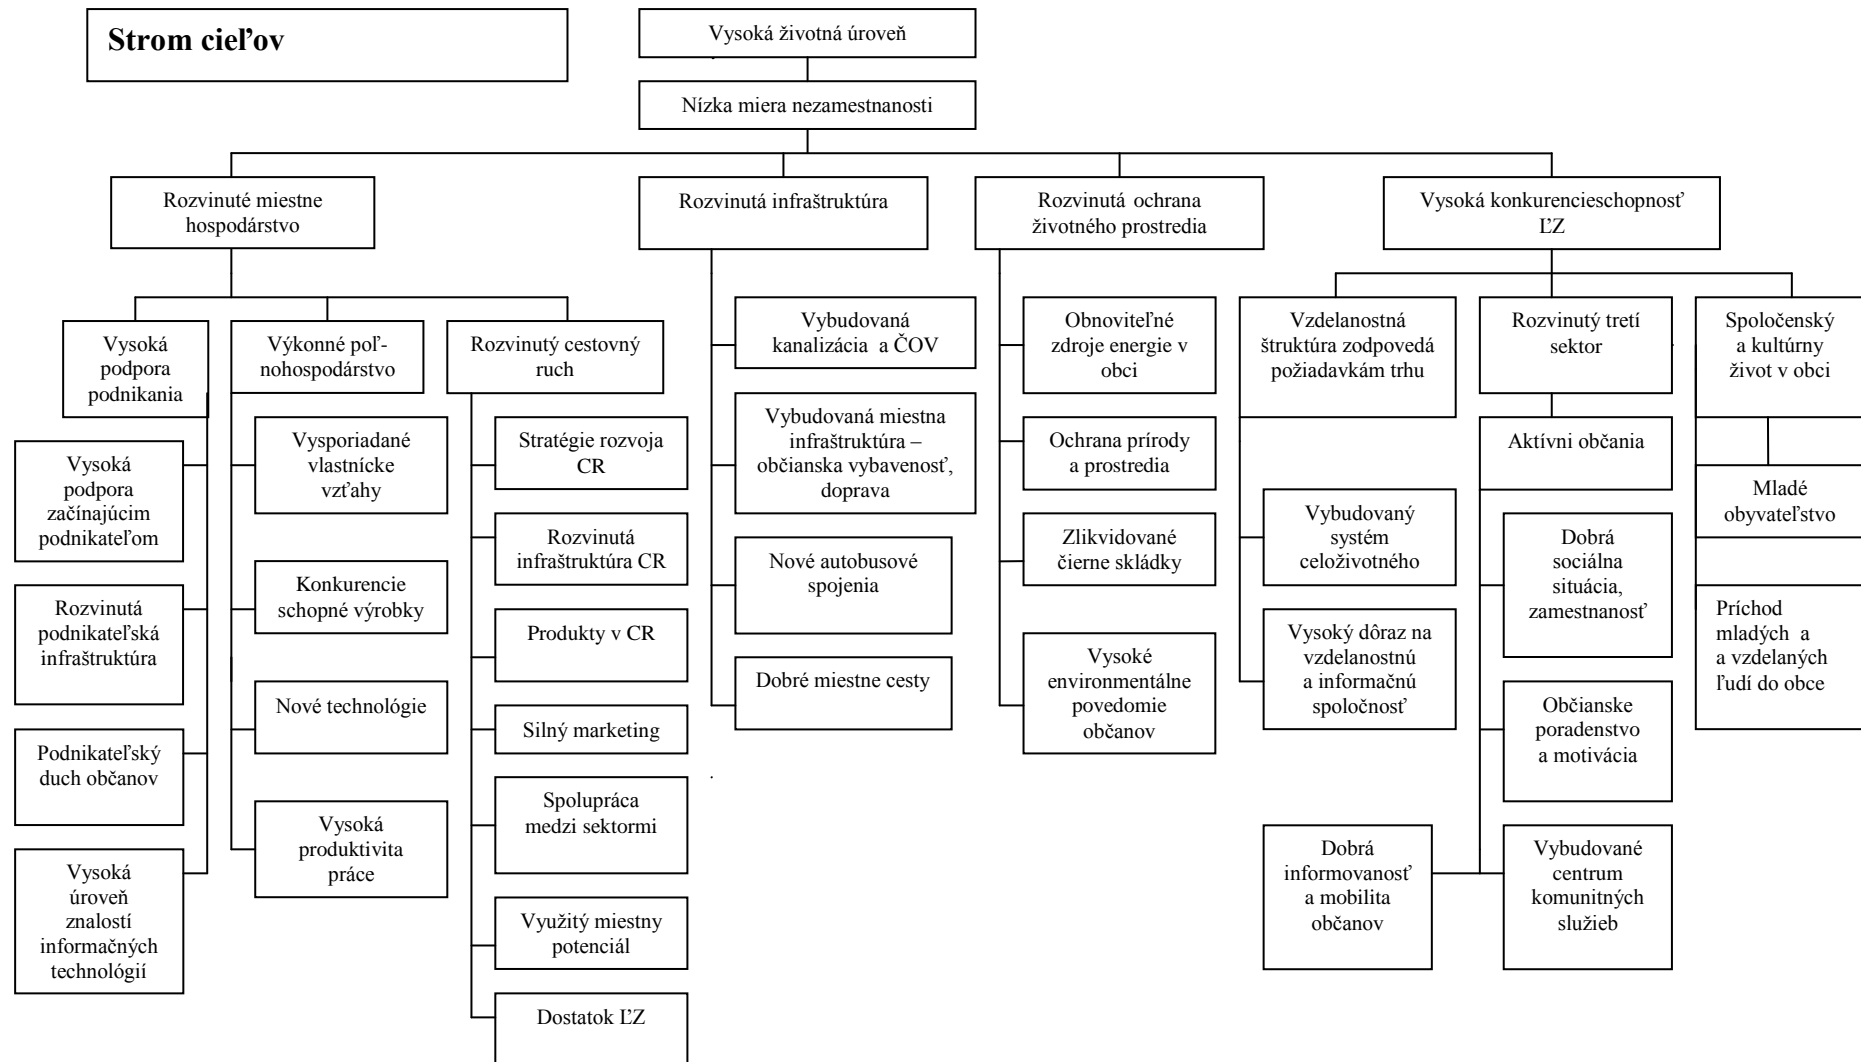 Strom cieľov
Vysoká životná úroveň
Nízka miera nezamestnanosti
Rozvinuté miestne
hospodárstvo
Rozvinutá infraštruktúra
Rozvinutá ochrana
životného prostredia
Vysoká konkurencieschopnosť
ĽZ
Vysoká
podpora
podnikania
Výkonné poľ-
nohospodárstvo
Rozvinutý cestovný
ruch
Vybudovaná
kanalizácia a ČOV
Obnoviteľné
zdroje energie v
obci
Vzdelanostná
štruktúra zodpovedá
požiadavkám trhu
Rozvinutý tretí
sektor
Spoločenský
a kultúrny
život v obci
Vysoká
podpora
začínajúcim
podnikateľom
Vysporiadané
vlastnícke
vzťahy
Stratégie rozvoja
CR
Vybudovaná miestna
infraštruktúra –
občianska vybavenosť,
doprava
Ochrana prírody
a prostredia
Aktívni občania
Mladé
obyvateľstvo
Rozvinutá
podnikateľská
infraštruktúra
Konkurencie
schopné výrobky
Rozvinutá
infraštruktúra CR
Nové autobusové
spojenia
Zlikvidované
čierne skládky
Vybudovaný
systém
celoživotného
Dobrá
sociálna
situácia,
zamestnanosť
Príchod
mladých a
a vzdelaných
ľudí do obce
Podnikateľský
duch občanov
Nové technológie
Produkty v CR
Dobré miestne cesty
Vysoké
environmentálne
povedomie
občanov
Vysoký dôraz na
vzdelanostnú
a informačnú
spoločnosť
Občianske
poradenstvo
a motivácia
Silný marketing
Vysoká
úroveň
znalostí
informačných
technológií
Vysoká
produktivita
práce
Spolupráca
medzi sektormi
Dobrá
informovanosť
a mobilita
občanov
Vybudované
centrum
komunitných
služieb
Využitý miestny
potenciál
Dostatok ĽZ